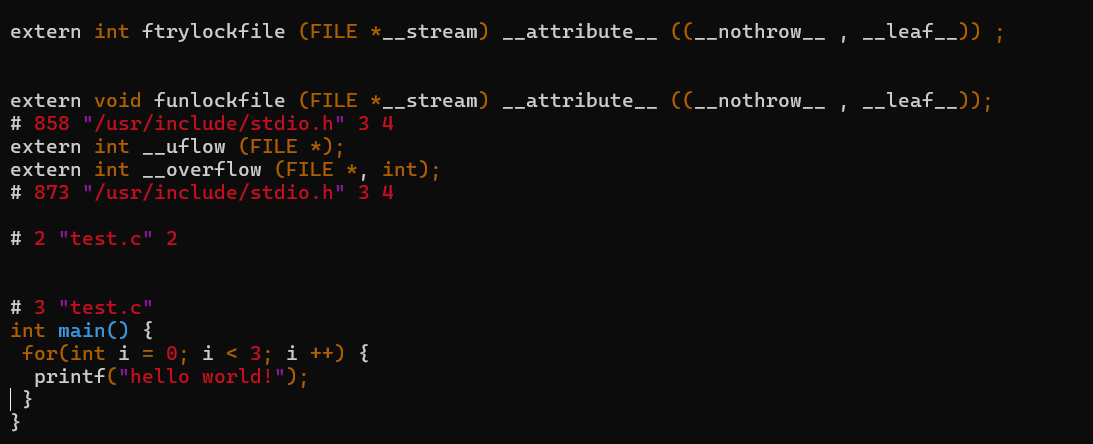 extern int ftrylockfile (FILE *__stream) __attribute__ ((__nothrow__ , __leaf__)) ;
extern void funlockfile (FILE *__stream) __attribute__ ((__nothrow__ , __leaf__));
# 858 "/usr/include/stdio.h" 3 4
extern int __uflow (FILE *);
extern int __overflow (FILE *, int);
# 873 "/usr/include/stdio.h" 3 4
# 2 "test.c" 2
# 3 "test.c"
int main() {
 for(int i = 0; i < 3; i ++) {
  printf("hello world!");
 }
}